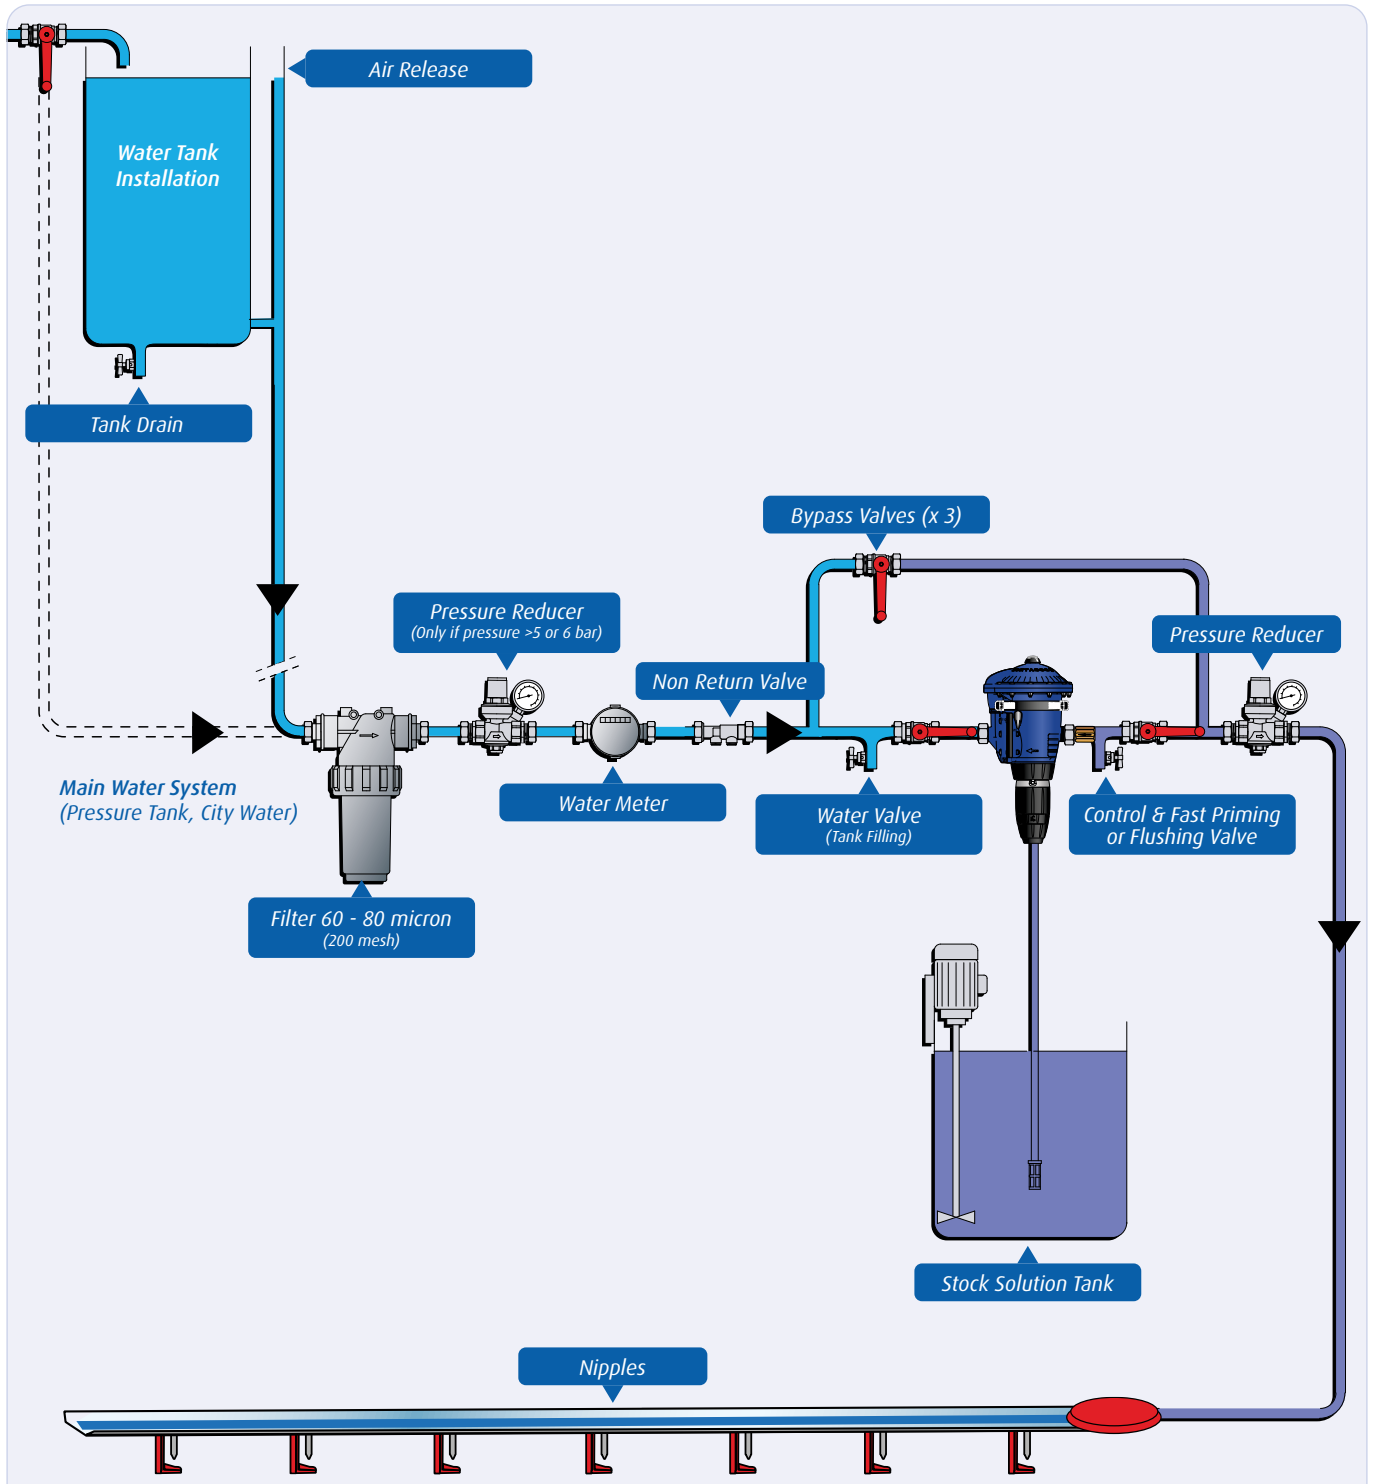 Air Release
Water Tank
Installation
Tank Drain
Bypass Valves (x 3)
Pressure Reducer
(Only if pressure >5 or 6 bar)
Pressure Reducer
Non Return Valve
Main Water System
(Pressure Tank, City Water)
Water Meter
Water Valve
(Tank Filling)
Control & Fast Priming
or Flushing Valve
Filter 60 - 80 micron
(200 mesh)
Stock Solution Tank
Nipples